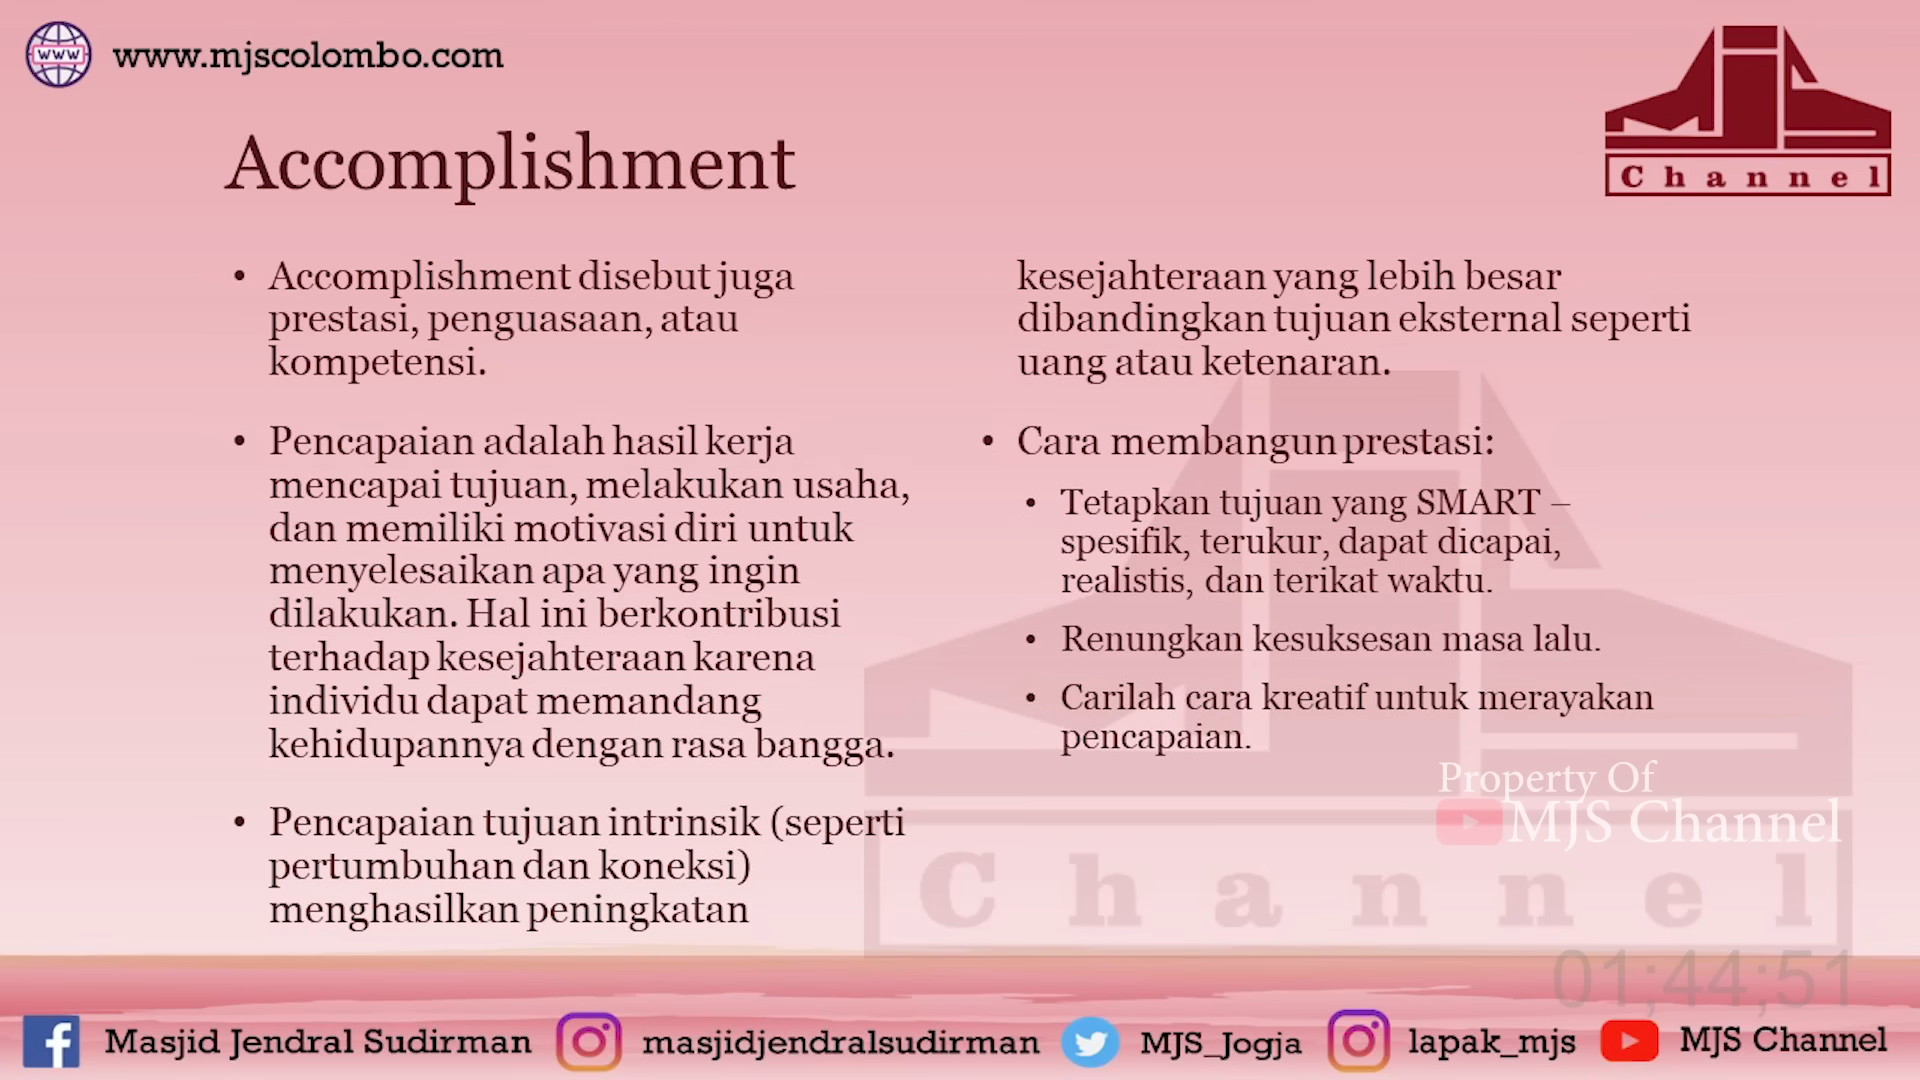 www
www.mjscolombo.com
MJS
Channel
Accomplishment
• Accomplishment disebut juga
prestasi, penguasaan, atau
kompetensi.
• Pencapaian adalah hasil kerja
mencapai tujuan, melakukan usaha,
dan memiliki motivasi diri untuk
menyelesaikan apa yang ingin
dilakukan. Hal ini berkontribusi
terhadap kesejahteraan karena
individu dapat memandang
kehidupannya dengan rasa bangga.
• Pencapaian tujuan intrinsik (seperti
pertumbuhan dan koneksi)
menghasilkan peningkatan
kesejahteraan yang lebih besar
dibandingkan tujuan eksternal seperti
uang atau ketenaran.
• Cara membangun prestasi:
• Tetapkan tujuan yang SMART –
spesifik, terukur, dapat dicapai,
realistis, dan terikat waktu.
• Renungkan kesuksesan masa lalu.
• Carilah cara kreatif untuk merayakan
pencapaian.
Property Of
MJS Channel
Channel
01;44;51
Masjid Jendral Sudirman
masjidjendralsudirman
MJS_Jogja
lapak_mjs
MJS Channel